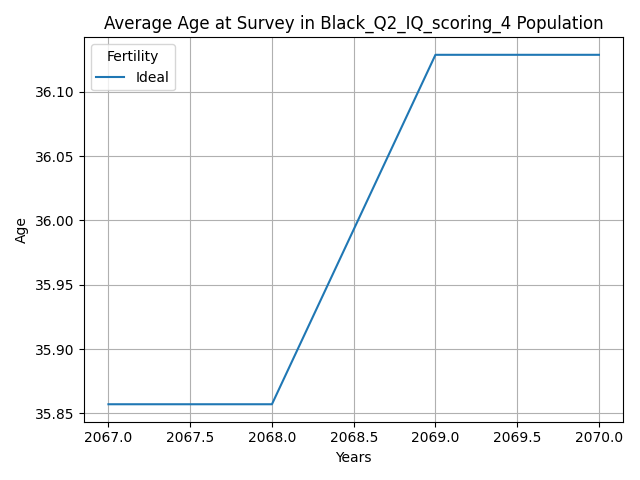 Average Age at Survey in Black_Q2_IQ_scoring_4 Population
Fertility
Ideal
36.10
36.05
36.00
35.95
35.90
35.85
Age
2067.0 2067.5 2068.0 2068.5 2069.0 2069.5 2070.0
Years